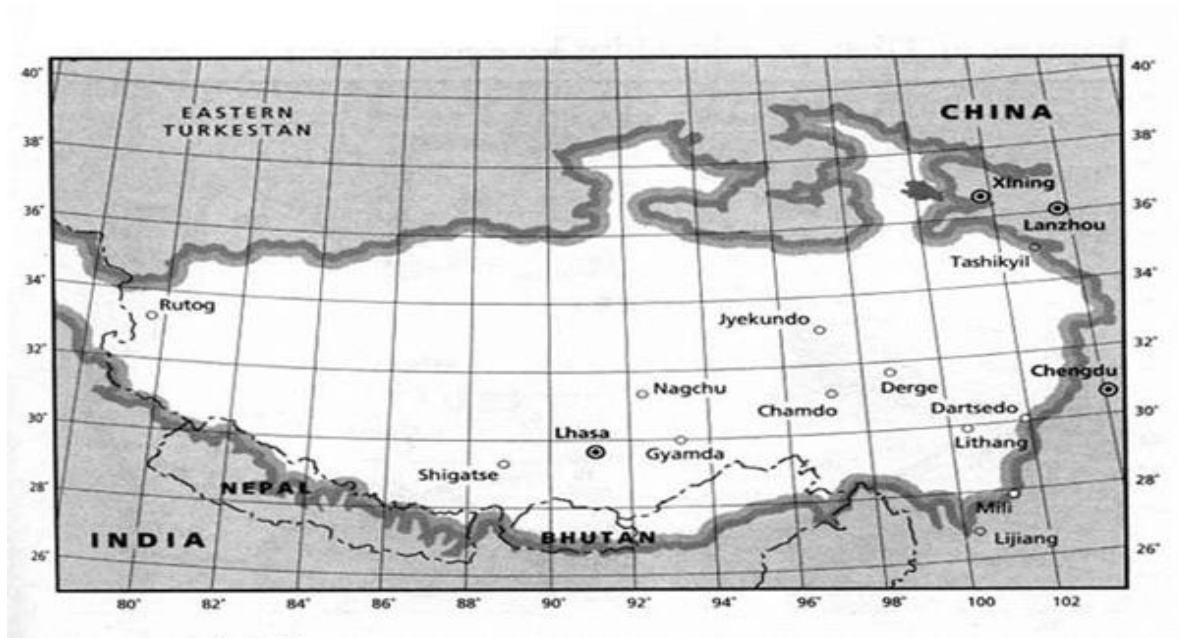 40°
40°
EASTERN
TURKESTAN
CHINA
38°
38°
Xining
36°
36°
Lanzhou
Tashikyil
34°
34°
Rutog
Jyekundo
32°
32°
Chengdu
Nagchu
Derge
Chamdo
Dartsedo
30°
30°
Lhasa
Lithang
Gyamda
Shigatse
28°
28°
NEPAL
Mili
INDIA
BHUTAN
Lijiang
26°
26°
80° 82° 84° 86° 88° 90° 92° 94° 96° 98° 100 102